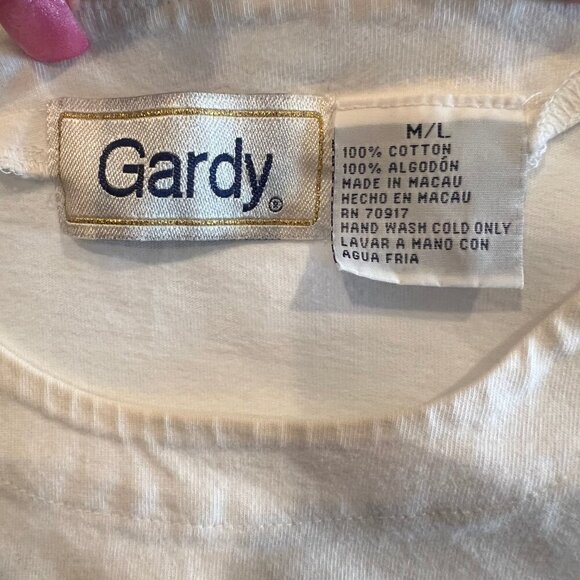 Gardy®
M/L
100% COTTON
100% ALGODÓN
MADE IN MACAU
HECHO EN MACAU
RN 70917
HAND WASH COLD ONLY
LAVAR A MANO CON
AGUA FRIA